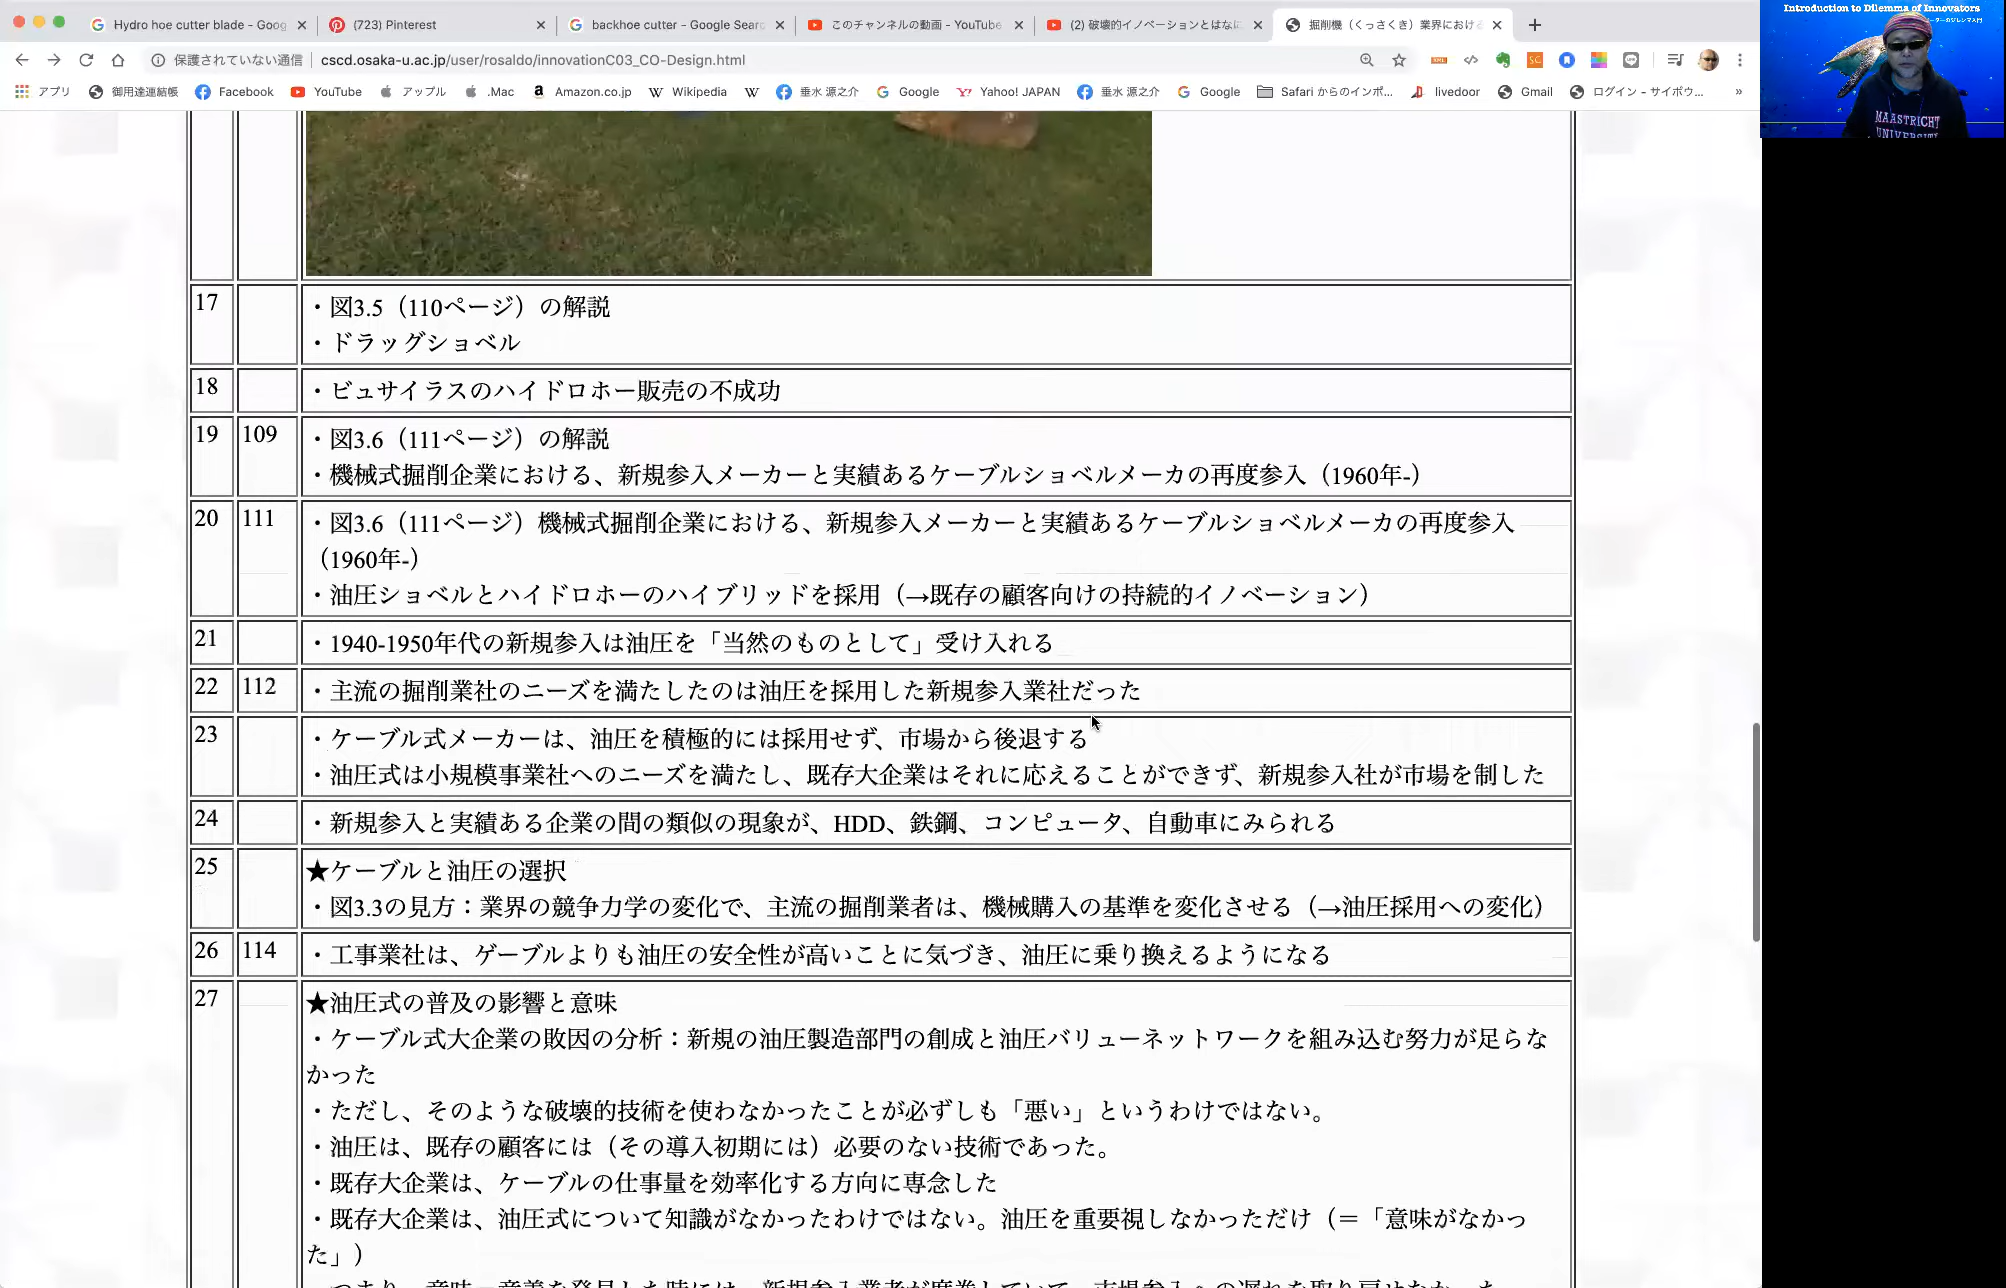 Hydro hoe cutter blade - Goog
(723) Pinterest
backhoe cutter - Google Searc
このチャンネルの動画 - YouTube
(2) 破壊的イノベーションとはなに
掘削機（くっさくき）業界におけ
保護されていない通信
cscd.osaka-u.ac.jp/user/rosaldo/innovationC03_CO-Design.html
アプリ
御用達連結帳
Facebook
YouTube
アップル
.Mac
Amazon.co.jp
Wikipedia
垂水 源之介
Google
Yahoo! JAPAN
垂水 源之介
Google
Safari からのインポ...
livedoor
Gmail
ログイン - サイボウ...
»
Introduction to Dilemma of Innovators
MAASTRICHT
UNIVERSITY
17
・図3.5（110ページ）の解説
・ドラッグショベル
18
・ビュサイラスのハイドロホー販売の不成功
19 109
・図3.6（111ページ）の解説
・機械式掘削企業における、新規参入メーカーと実績あるケーブルショベルメーカの再度参入（1960年-）
20 111
・図3.6（111ページ）機械式掘削企業における、新規参入メーカーと実績あるケーブルショベルメーカの再度参入
（1960年-）
・油圧ショベルとハイドロホーのハイブリッドを採用（→既存の顧客向けの持続的イノベーション）
21
・1940-1950年代の新規参入は油圧を「当然のものとして」受け入れる
22 112
・主流の掘削業社のニーズを満たしたのは油圧を採用した新規参入業社だった
23
・ケーブル式メーカーは、油圧を積極的には採用せず、市場から後退する
・油圧式は小規模事業社へのニーズを満たし、既存大企業はそれに応えることができず、新規参入社が市場を制した
24
・新規参入と実績ある企業の間の類似の現象が、HDD、鉄鋼、コンピュータ、自動車にみられる
25
★ケーブルと油圧の選択
・図3.3の見方：業界の競争力学の変化で、主流の掘削業者は、機械購入の基準を変化させる（→油圧採用への変化）
26 114
・工事業社は、ゲーブルよりも油圧の安全性が高いことに気づき、油圧に乗り換えるようになる
27
★油圧式の普及の影響と意味
・ケーブル式大企業の敗因の分析：新規の油圧製造部門の創成と油圧バリューネットワークを組み込む努力が足らな
かった
・ただし、そのような破壊的技術を使わなかったことが必ずしも「悪い」というわけではない。
・油圧は、既存の顧客には（その導入初期には）必要のない技術であった。
・既存大企業は、ケーブルの仕事量を効率化する方向に専念した
・既存大企業は、油圧式について知識がなかったわけではない。油圧を重要視しなかっただけ（＝「意味がなかっ
た」）